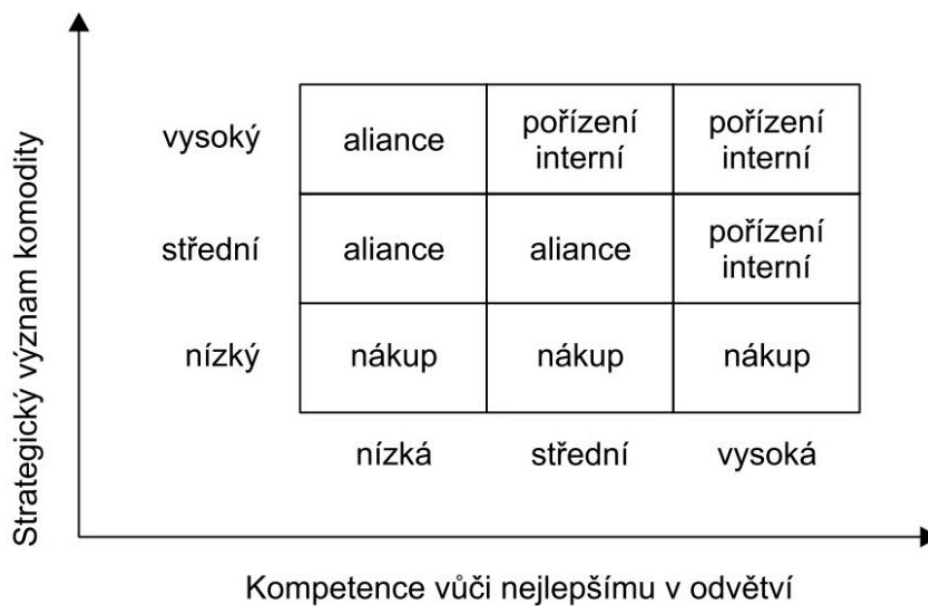 Strategický význam komodity
vysoký
aliance
pořízení
interní
pořízení
interní
střední
aliance
aliance
pořízení
interní
nízký
nákup
nákup
nákup
nízká
střední
vysoká
Kompetence vůči nejlepšímu v odvětví